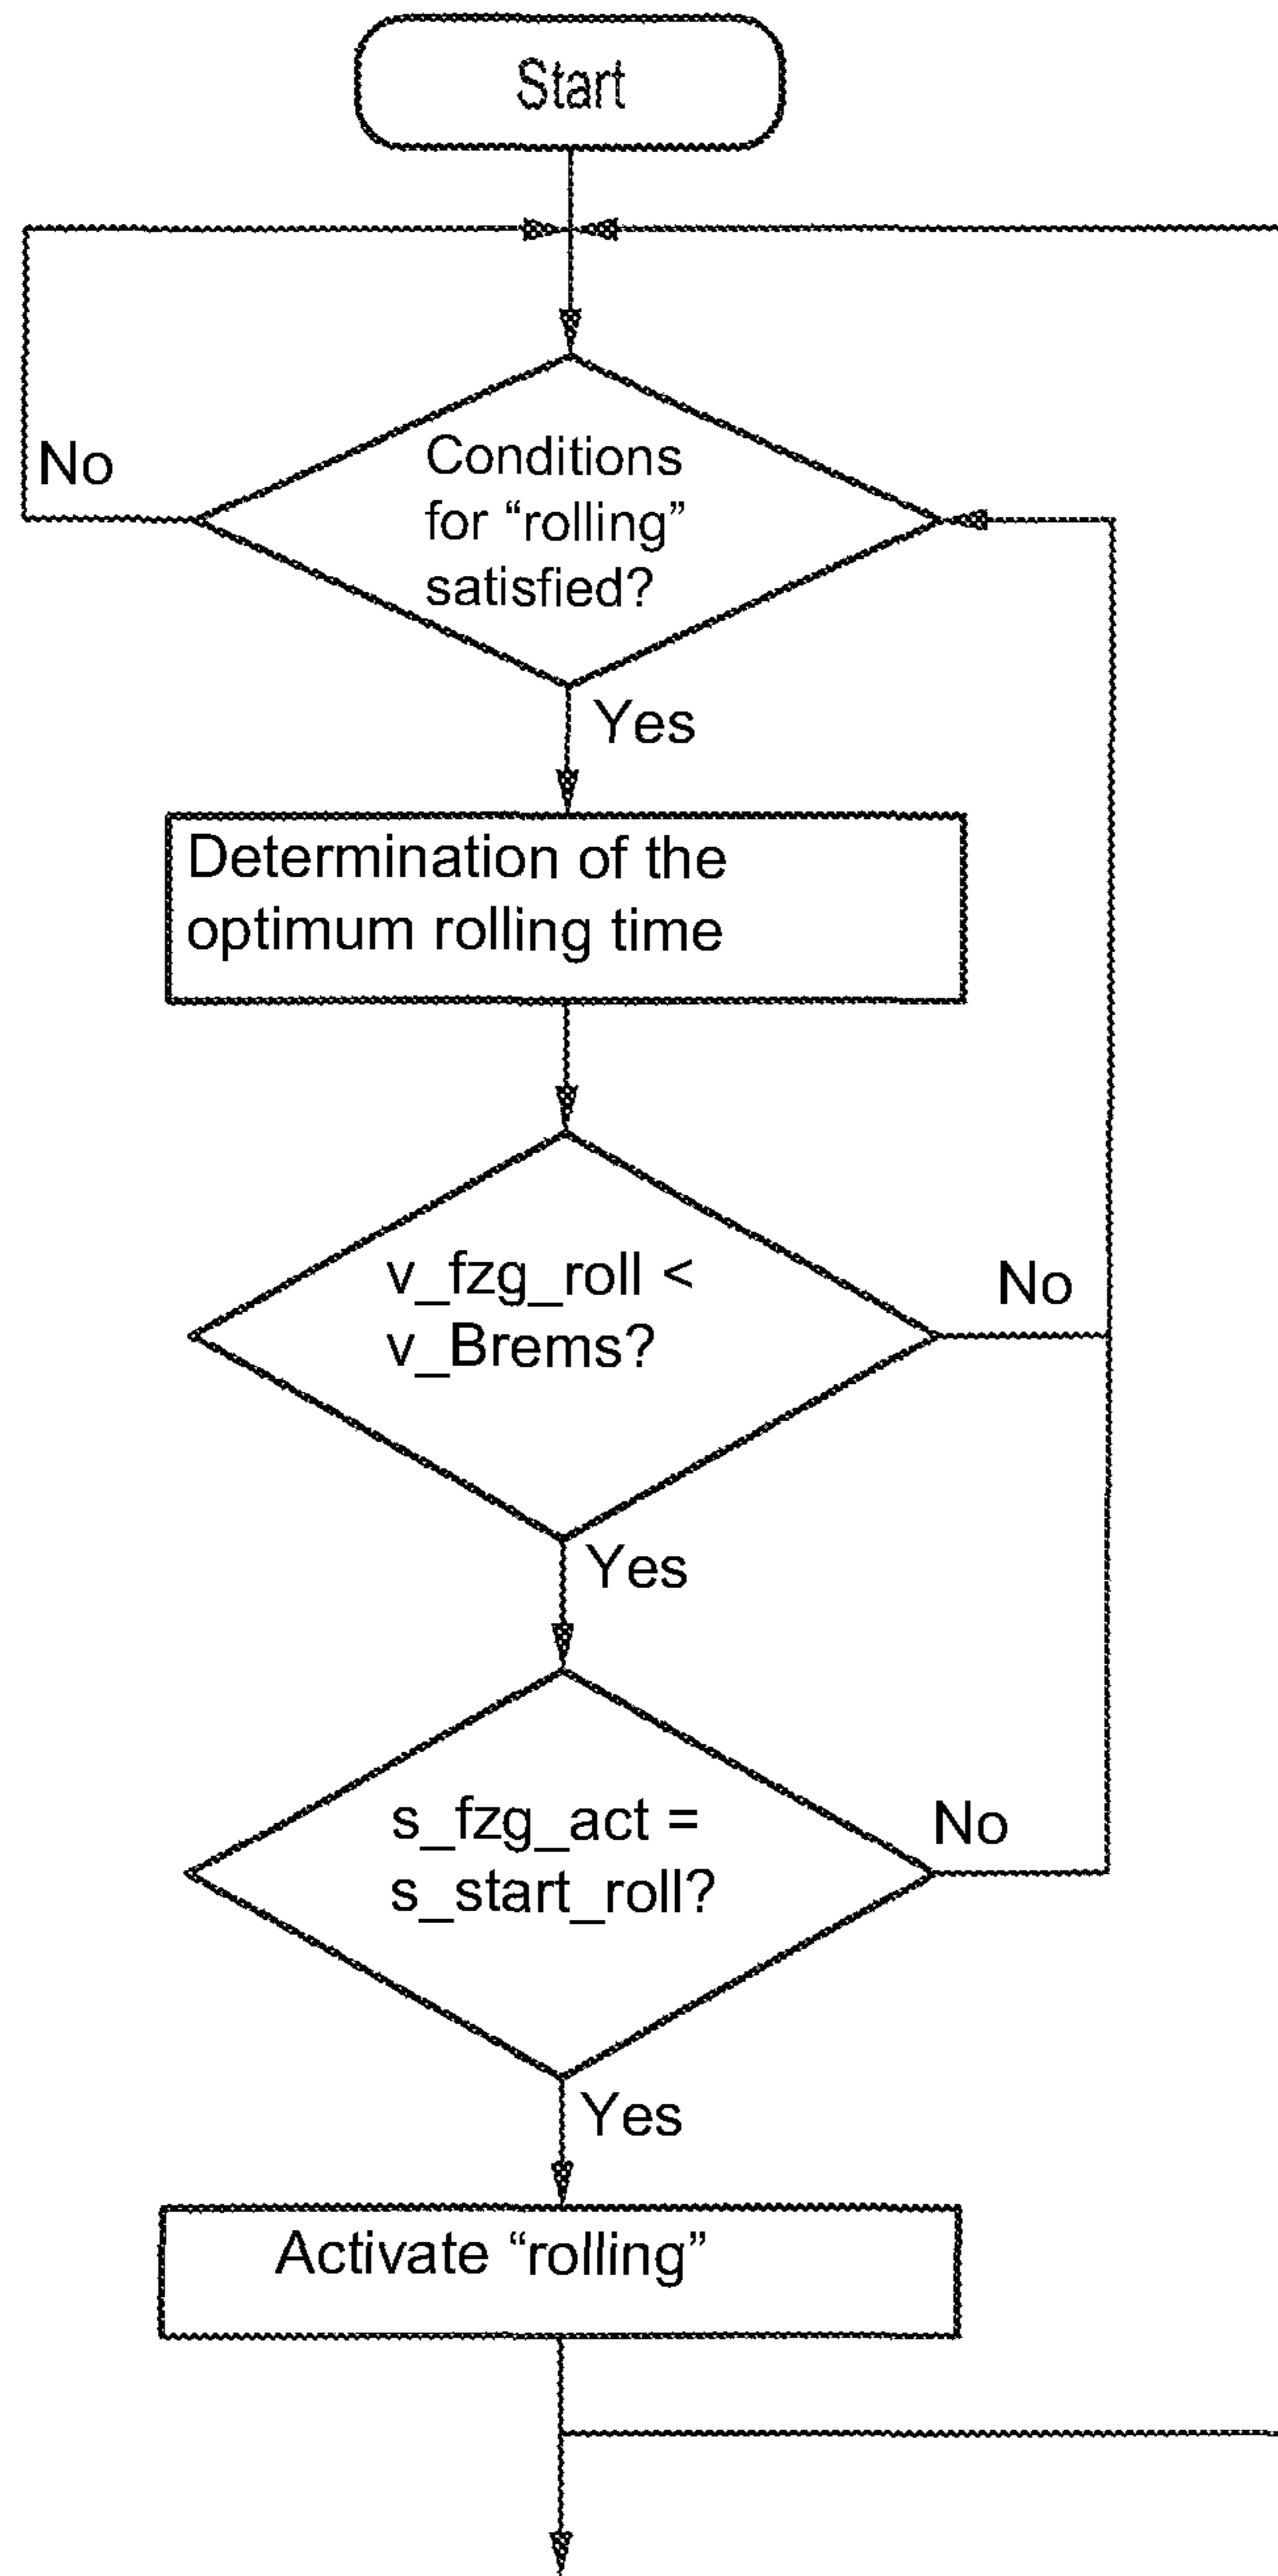 Start
No
Conditions
for “rolling”
satisfied?
Yes
Determination of the
optimum rolling time
v_fzg_roll <
v_Brems?
No
Yes
s_fzg_act =
s_start_roll?
No
Yes
Activate “rolling”